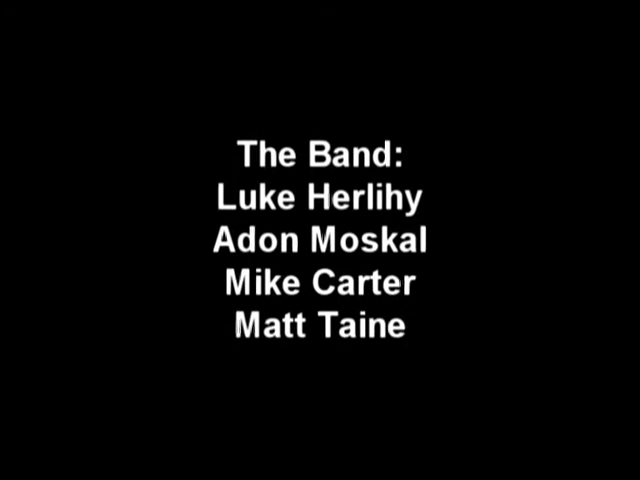 The Band:
Luke Herlihy
Adon Moskal
Mike Carter
Matt Taine